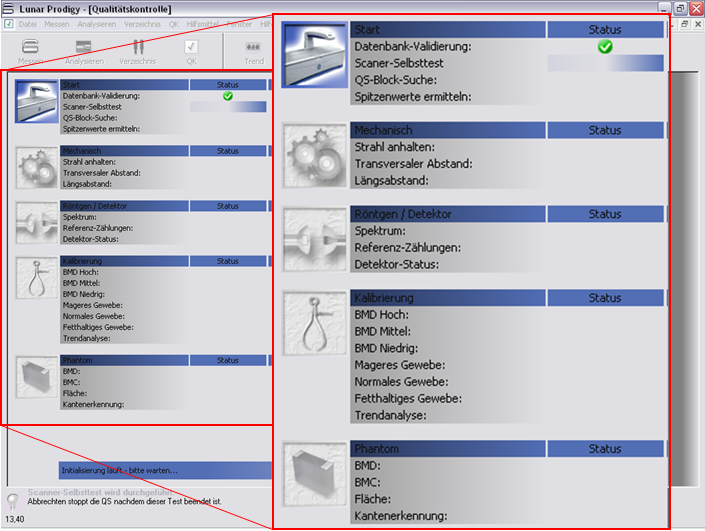 Lunar Prodigy - [Qualitätskontrolle]
Datei Messen Analysieren Verzeichnis QK Hilfsmittel Fenster
Messen Analysieren Verzeichnis QK Trend
Start Status
Datenbank-Validierung:
Scaner-Selbsttest
QS-Block-Suche:
Spitzenwerte ermitteln:
Mechanisch Status
Strahl anhalten:
Transversaler Abstand:
Längsabstand:
Röntgen / Detektor Status
Spektrum:
Referenz-Zählungen:
Detektor-Status:
Kalibrierung Status
BMD Hoch:
BMD Mittel:
BMD Niedrig:
Mageres Gewebe:
Normales Gewebe:
Fetthaltiges Gewebe:
Trendanalyse:
Phantom Status
BMD:
BMC:
Fläche:
Kantenerkennung:
Initialisierung läuft - bitte warten...
Scanner-Selbsttest wird durchgeführt
Abbrechen stoppt die QS nachdem dieser Test beendet ist.
13,40
Start Status
Datenbank-Validierung:
Scaner-Selbsttest:
QS-Block-Suche:
Spitzenwerte ermitteln:
Mechanisch Status
Strahl anhalten:
Transversaler Abstand:
Längsabstand:
Röntgen / Detektor Status
Spektrum:
Referenz-Zählungen:
Detektor-Status:
Kalibrierung Status
BMD Hoch:
BMD Mittel:
BMD Niedrig:
Mageres Gewebe:
Normales Gewebe:
Fetthaltiges Gewebe:
Trendanalyse:
Phantom Status
BMD:
BMC:
Fläche:
Kantenerkennung: